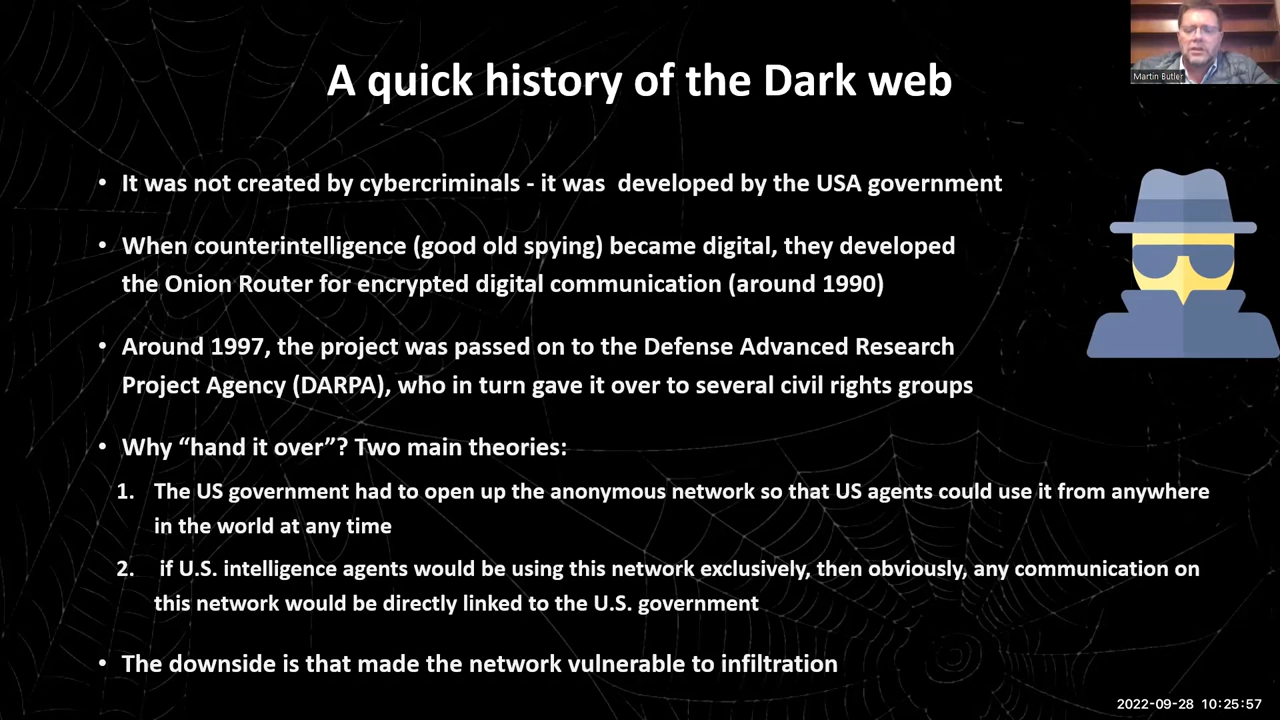 A quick history of the Dark web
Martin Butler
• It was not created by cybercriminals - it was developed by the USA government
• When counterintelligence (good old spying) became digital, they developed
the Onion Router for encrypted digital communication (around 1990)
• Around 1997, the project was passed on to the Defense Advanced Research
Project Agency (DARPA), who in turn gave it over to several civil rights groups
• Why “hand it over”? Two main theories:
1. The US government had to open up the anonymous network so that US agents could use it from anywhere
in the world at any time
2. if U.S. intelligence agents would be using this network exclusively, then obviously, any communication on
this network would be directly linked to the U.S. government
• The downside is that made the network vulnerable to infiltration
2022-09-28 10:25:57